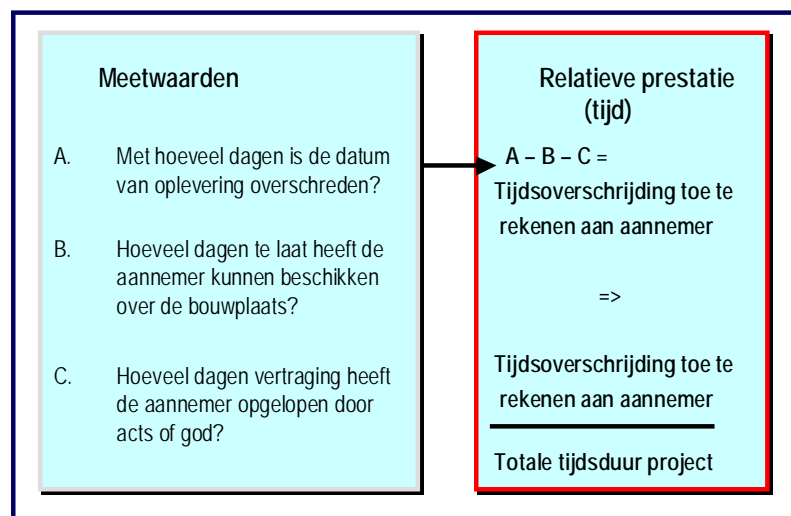 Meetwaarden
A. Met hoeveel dagen is de datum
van oplevering overschreden?
B. Hoeveel dagen te laat heeft de
aannemer kunnen beschikken
over de bouwplaats?
C. Hoeveel dagen vertraging heeft
de aannemer opgelopen door
acts of god?
Relatieve prestatie
(tijd)
A – B – C =
Tijdsoverschrijding toe te
rekenen aan aannemer
=>
Tijdsoverschrijding toe te
rekenen aan aannemer
Totale tijdsduur project